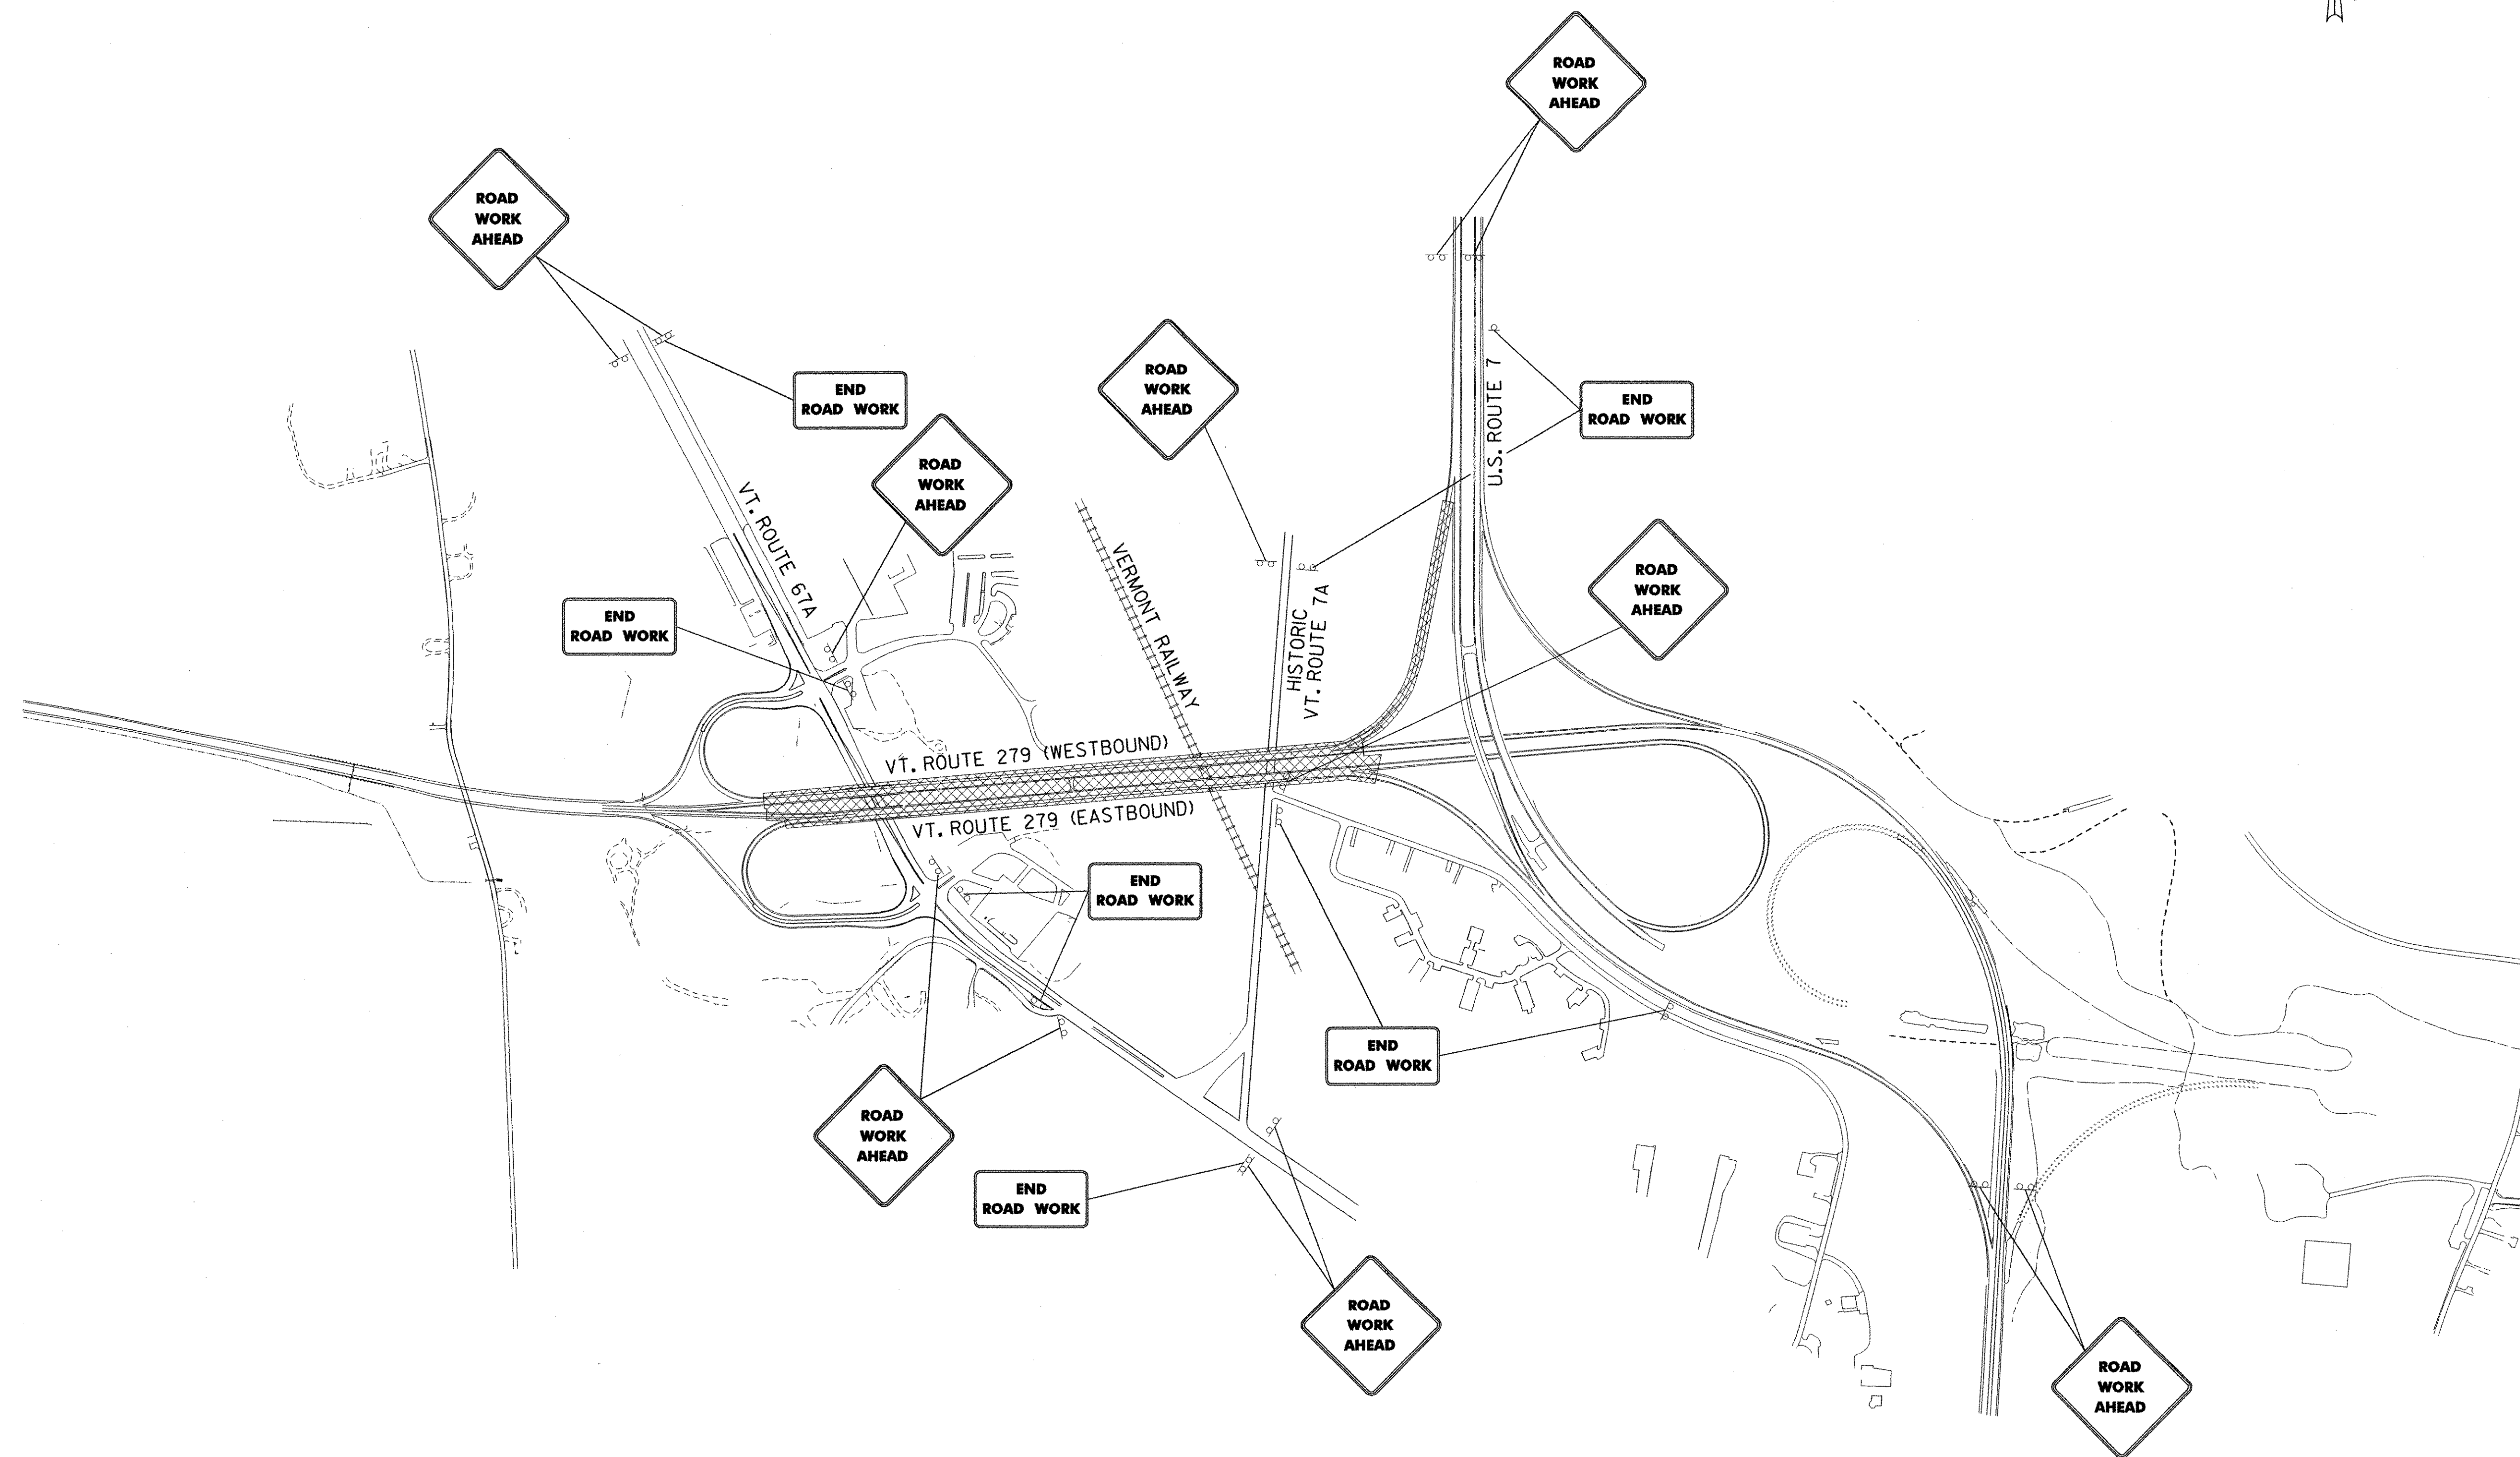 ROAD
WORK
AHEAD
ROAD
WORK
AHEAD
END
ROAD WORK
ROAD
WORK
AHEAD
U.S. ROUTE 7
END
ROAD WORK
ROAD
WORK
AHEAD
VT. ROUTE 67A
VERMONT RAILWAY
HISTORIC
VT. ROUTE 7A
ROAD
WORK
AHEAD
END
ROAD WORK
VT. ROUTE 279 (WESTBOUND)
VT. ROUTE 279 (EASTBOUND)
END
ROAD WORK
END
ROAD WORK
ROAD
WORK
AHEAD
END
ROAD WORK
ROAD
WORK
AHEAD
ROAD
WORK
AHEAD